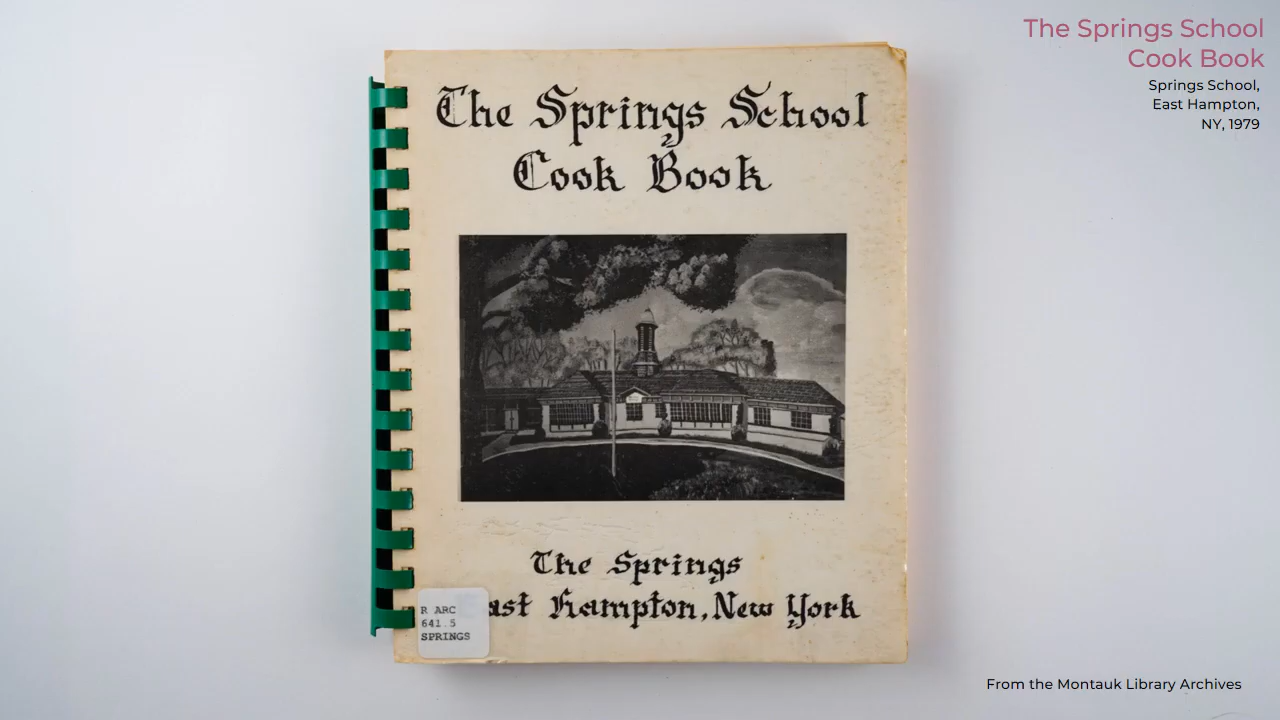 The Springs School
Cook Book
Springs School,
East Hampton,
NY, 1979
The Springs School
Cook Book
The Springs
ast Hampton, New York
R ARC
641.5
SPRINGS
From the Montauk Library Archives